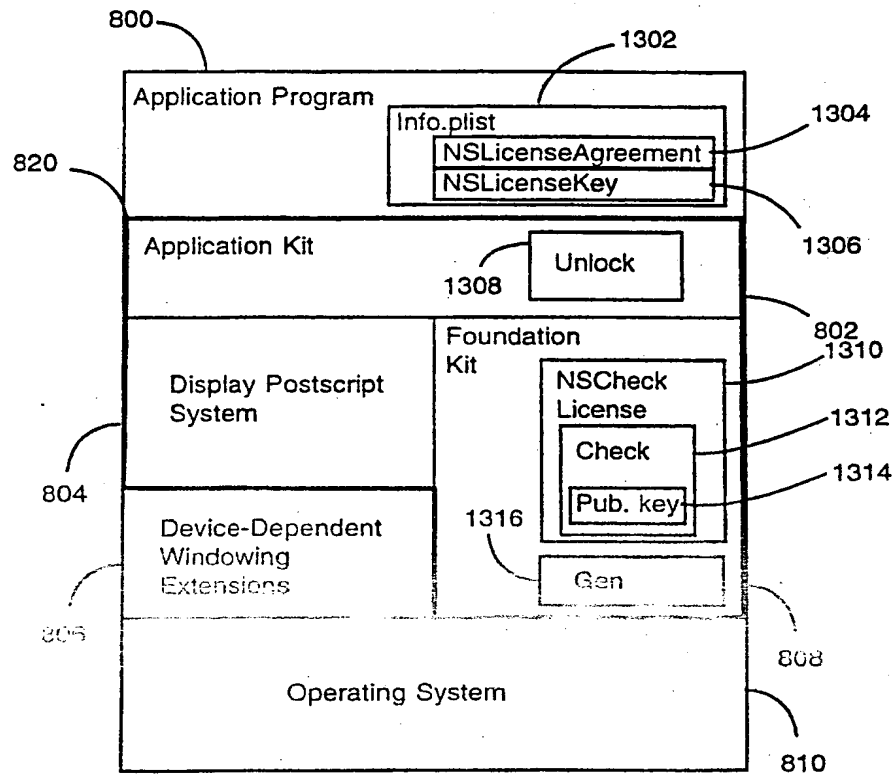 800
1302
Application Program
Info.plist
1304
NSLicenseAgreement
820
NSLicenseKey
1306
Application Kit
1308
Unlock
802
Foundation
Kit
1310
NSCheck
License
Display Postscript
System
1312
Check
804
1314
Pub. key
Device-Dependent
Windowing
Extensions
1316
Gen
806
808
Operating System
810